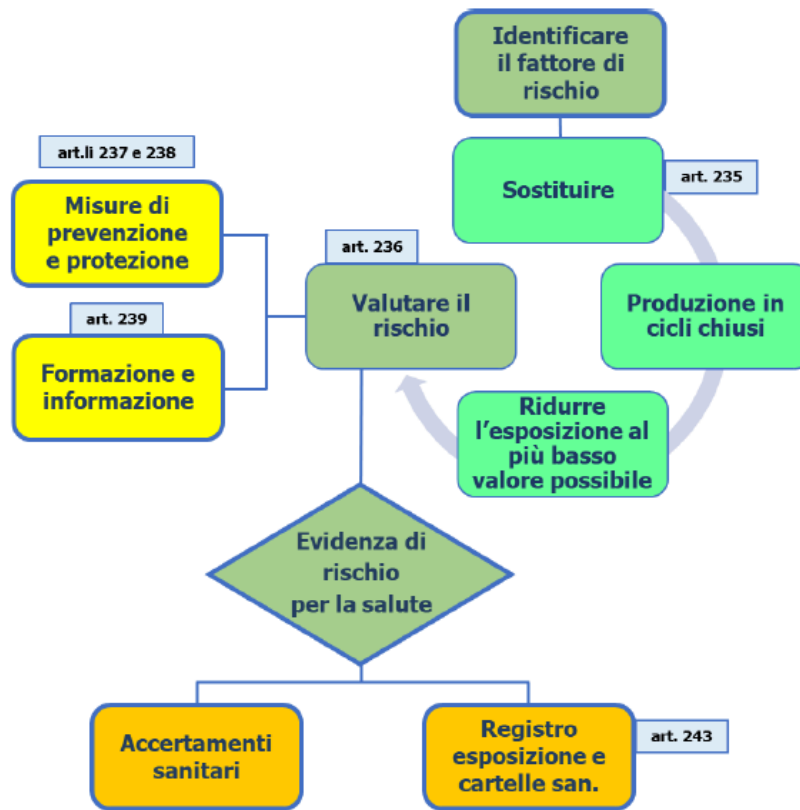 Identificare
il fattore di
rischio
Sostituire
art. 235
Produzione in
cicli chiusi
Ridurre
l'esposizione al
più basso
valore possibile
art. 236
Valutare il
rischio
art.li 237 e 238
Misure di
prevenzione
e protezione
art. 239
Formazione e
informazione
Evidenza di
rischio
per la salute
Accertamenti
sanitari
Registro
esposizione e
cartelle san.
art. 243